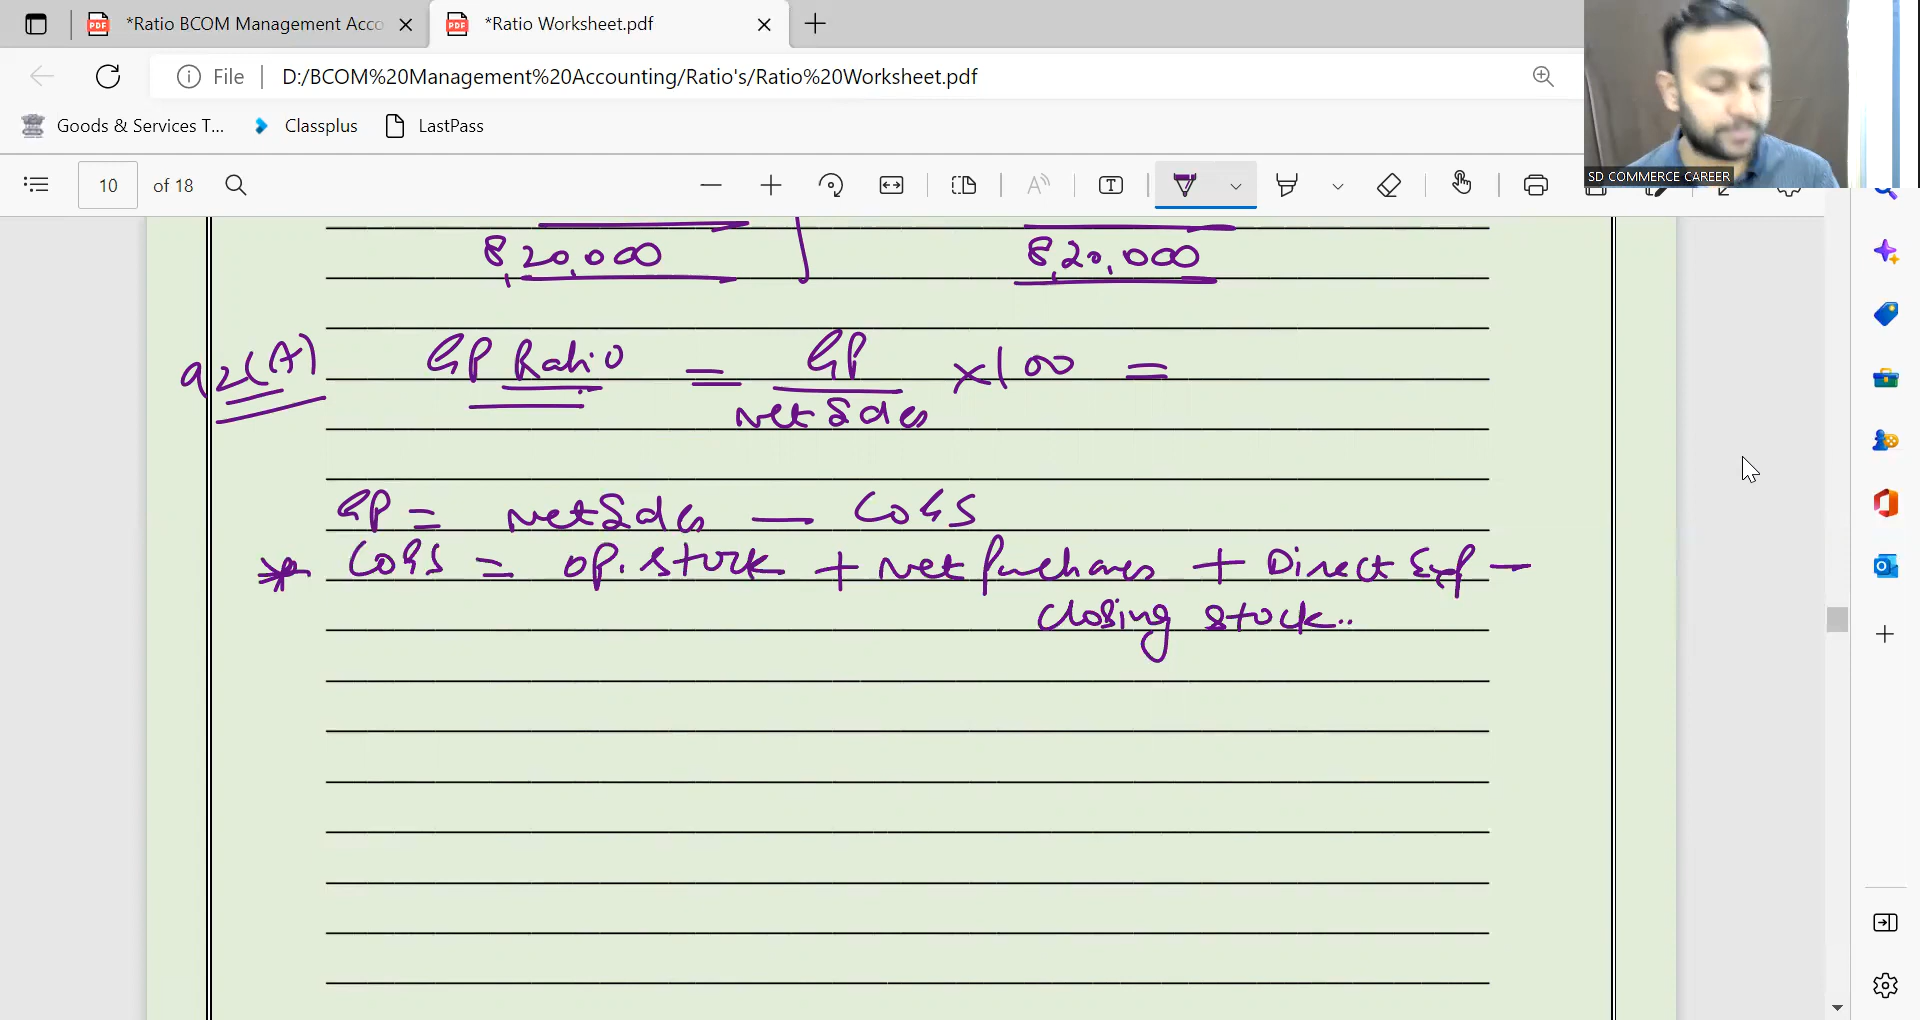 *Ratio BCOM Management Acco
*Ratio Worksheet.pdf
File
D:/BCOM%20Management%20Accounting/Ratio's/Ratio%20Worksheet.pdf
Goods & Services T...
Classplus
LastPass
10 of 18
SD COMMERCE CAREER
8,20,000 8,20,000
Q2(A) GP Ratio = GP ×100 =
Net Sales
GP = Net Sales — COGS
* COGS = OP. Stock + Net Purchases + Direct Exp —
Closing Stock..